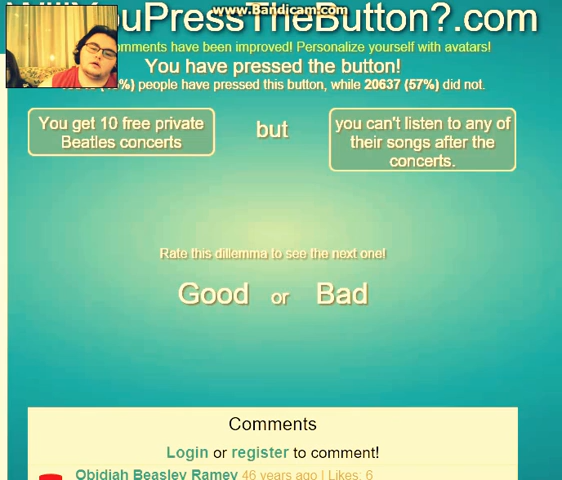 www.Bandicam.com
YouPressTheButton?.com
omments have been improved! Personalize yourself with avatars!
You have pressed the button!
%) people have pressed this button, while 20637 (57%) did not.
You get 10 free private
Beatles concerts
but
you can't listen to any of
their songs after the
concerts.
Rate this dillemma to see the next one!
Good or Bad
Comments
Login or register to comment!
Obidiah Beasley Ramey 46 years ago | Likes: 6